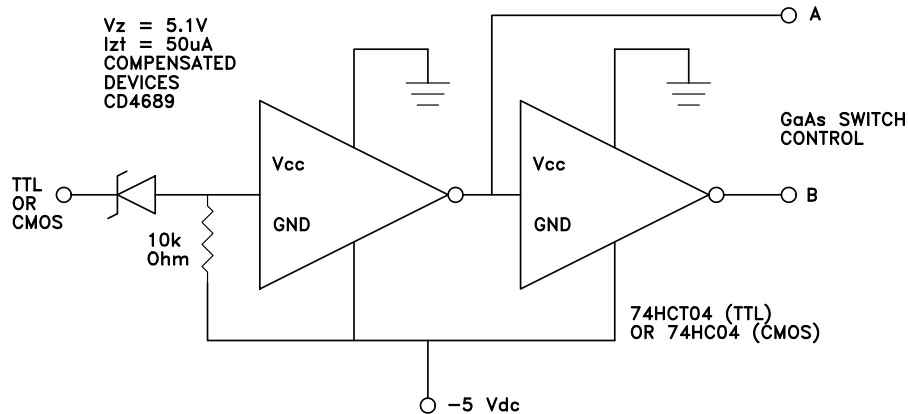 Vz = 5.1V
Izt = 50uA
COMPENSATED
DEVICES
CD4689
A
GaAs SWITCH
CONTROL
Vcc
Vcc
TTL
OR
CMOS
B
GND
GND
10k
Ohm
74HCT04 (TTL)
OR 74HC04 (CMOS)
-5 Vdc